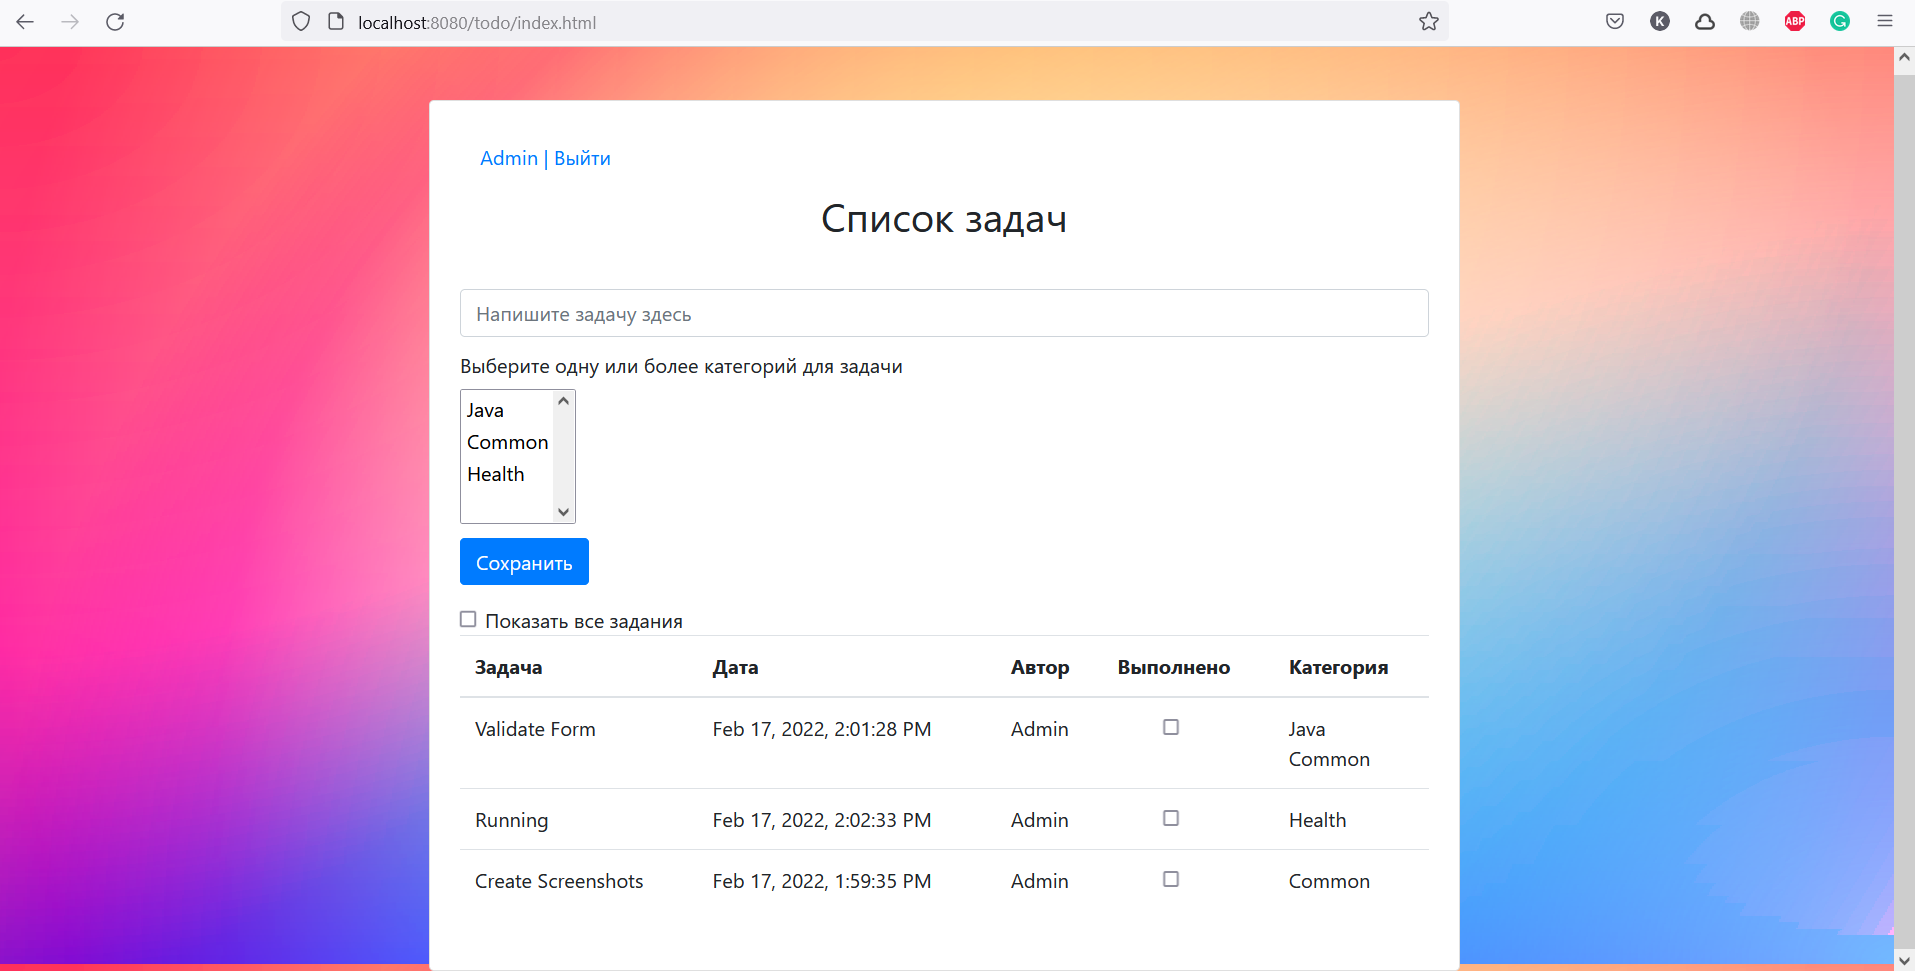 localhost:8080/todo/index.html
K
ABP
G
Admin | Выйти
Список задач
Напишите задачу здесь
Выберите одну или более категорий для задачи
Java
Common
Health
Сохранить
Показать все задания
Задача Дата Автор Выполнено Категория
Validate Form Feb 17, 2022, 2:01:28 PM Admin Java
Common
Running Feb 17, 2022, 2:02:33 PM Admin Health
Create Screenshots Feb 17, 2022, 1:59:35 PM Admin Common